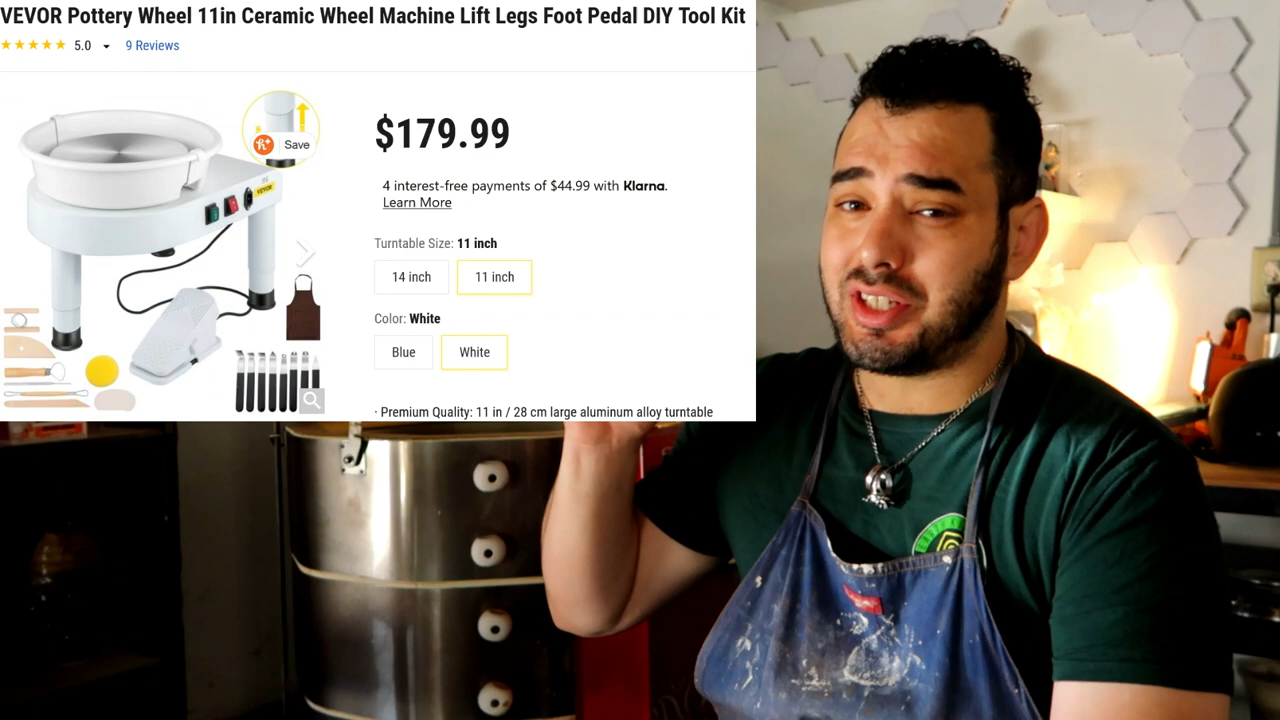 VEVOR Pottery Wheel 11in Ceramic Wheel Machine Lift Legs Foot Pedal DIY Tool Kit
5.0
9 Reviews
Save
VEVOR
$179.99
4 interest-free payments of $44.99 with Klarna.
Learn More
Turntable Size: 11 inch
14 inch
11 inch
Color: White
Blue
White
· Premium Quality: 11 in / 28 cm large aluminum alloy turntable